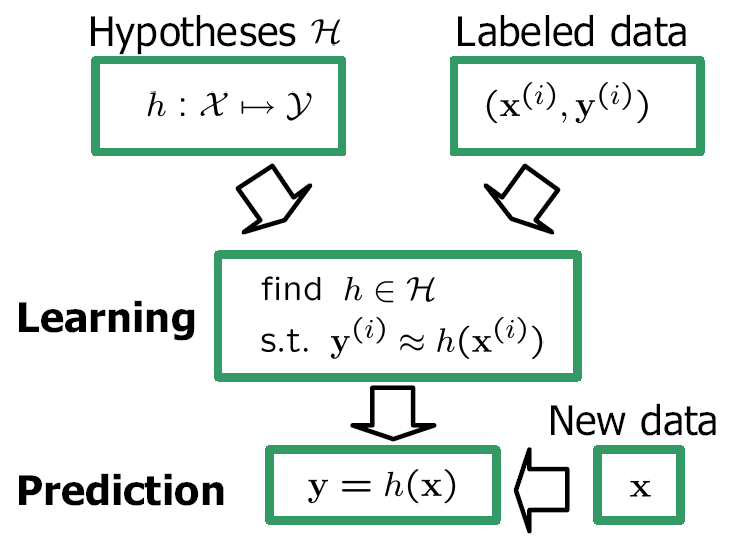 Hypotheses ℋ
Labeled data
h : 𝒳 ↦ 𝒴
(x⁽ⁱ⁾, y⁽ⁱ⁾)
find h ∈ ℋ
Learning
s.t. y⁽ⁱ⁾ ≈ h(x⁽ⁱ⁾)
New data
Prediction
y = h(x)
x